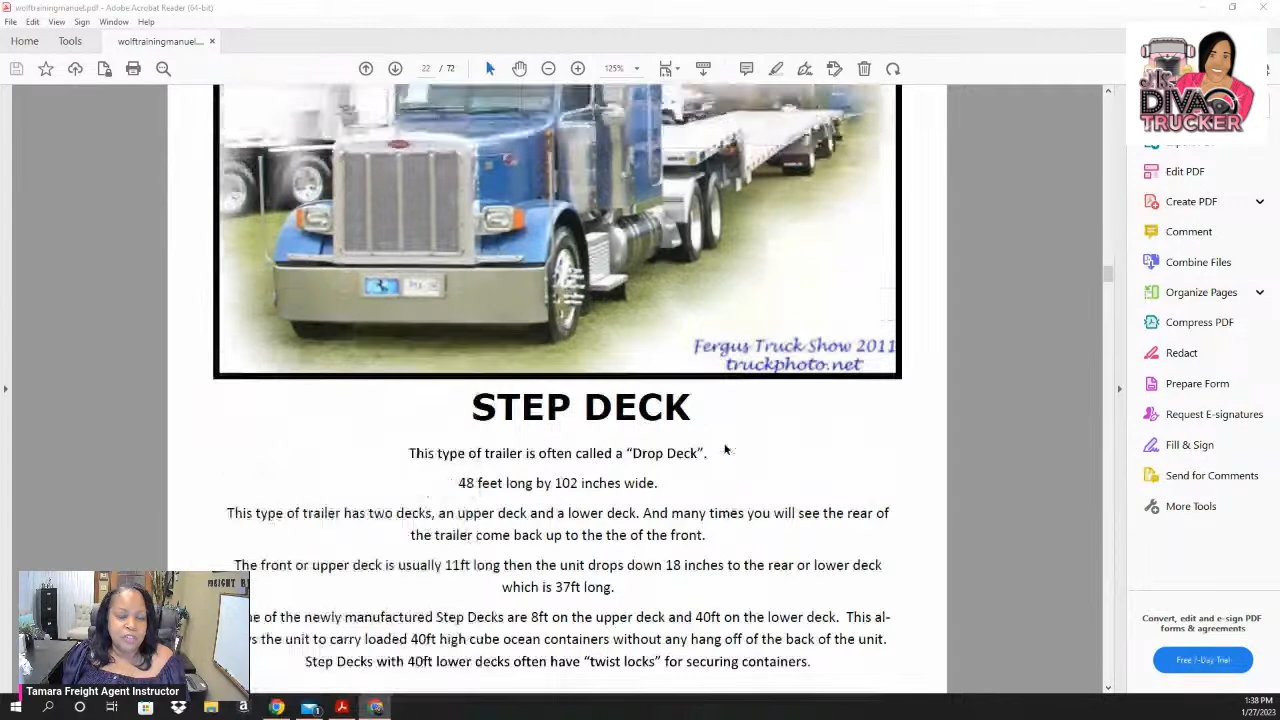 wolftrainingmanuel.pdf - Adobe Acrobat Reader (64-bit)
File Edit View Sign Window Help
Home Tools wolftrainingmanuel....
22 / 72 125%
Ms.
DIVA
TRUCKER
Edit PDF
Create PDF
Comment
Combine Files
Organize Pages
Compress PDF
Redact
Prepare Form
Request E-signatures
Fill & Sign
Send for Comments
More Tools
Convert, edit and e-sign PDF
forms & agreements
Free 7-Day Trial
Fergus Truck Show 2011
truckphoto.net
STEP DECK
This type of trailer is often called a “Drop Deck”.
48 feet long by 102 inches wide.
This type of trailer has two decks, an upper deck and a lower deck. And many times you will see the rear of
the trailer come back up to the the of the front.
The front or upper deck is usually 11ft long then the unit drops down 18 inches to the rear or lower deck
which is 37ft long.
of the newly manufactured Step Decks are 8ft on the upper deck and 40ft on the lower deck. This al-
the unit to carry loaded 40ft high cube ocean containers without any hang off of the back of the unit.
Step Decks with 40ft lower decks often have “twist locks” for securing containers.
Tamara Freight Agent Instructor
1:38 PM
1/27/2023